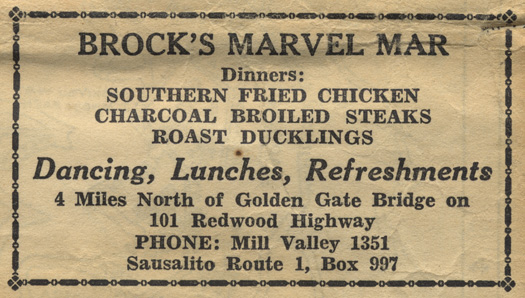 BROCK'S MARVEL MAR
Dinners:
SOUTHERN FRIED CHICKEN
CHARCOAL BROILED STEAKS
ROAST DUCKLINGS
Dancing, Lunches, Refreshments
4 Miles North of Golden Gate Bridge on
101 Redwood Highway
PHONE: Mill Valley 1351
Sausalito Route 1, Box 997